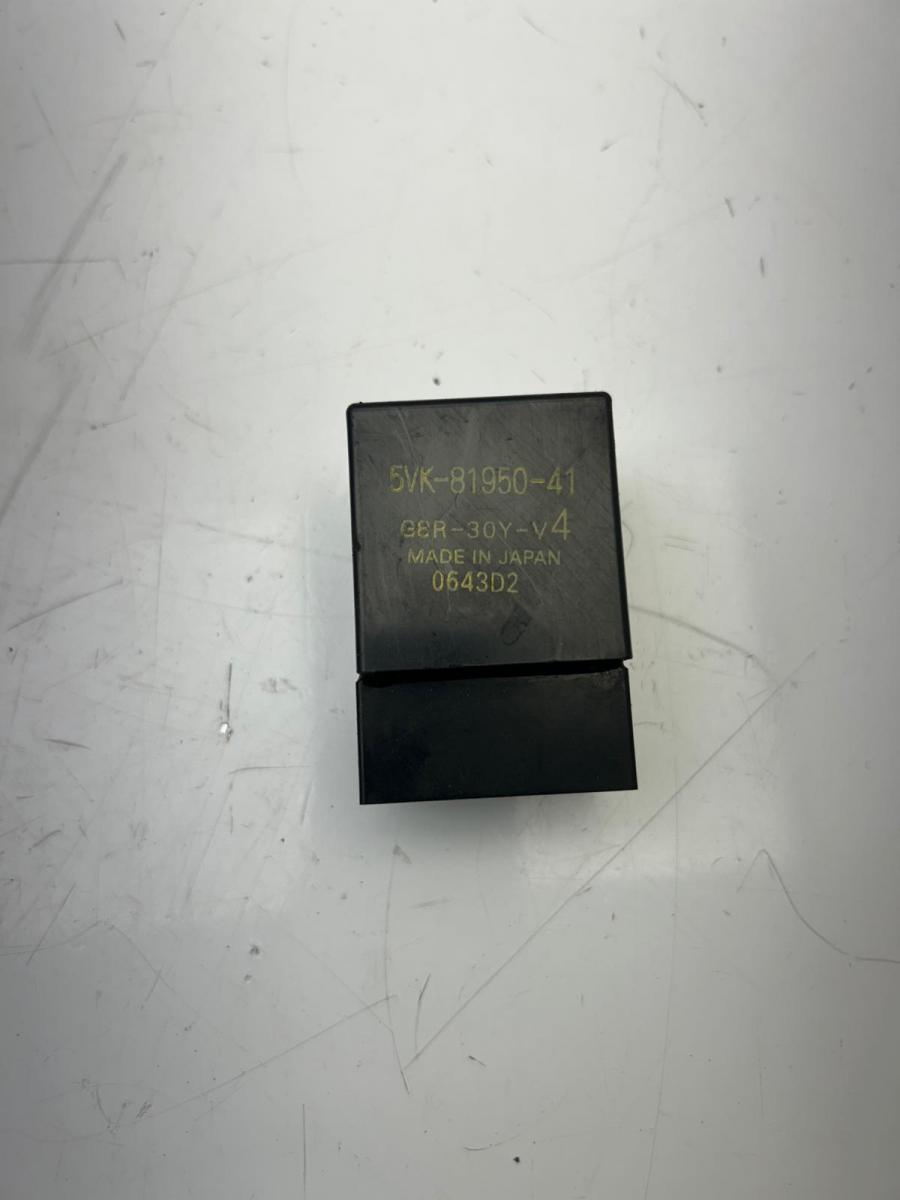 5VK-81950-41
G8R-30Y-V4
MADE IN JAPAN
0643D2